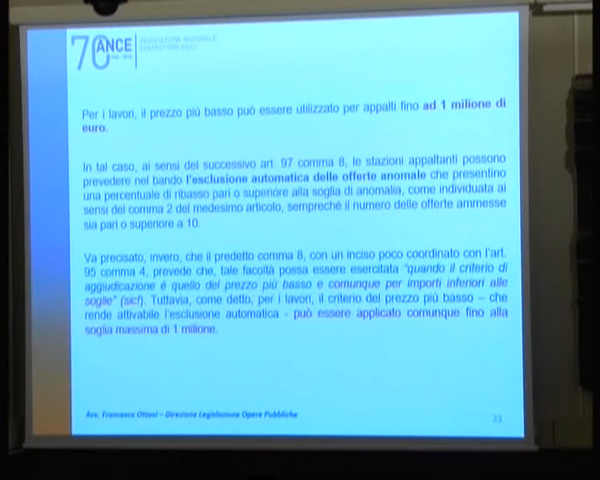 70 ANCE
ASSOCIAZIONE NAZIONALE
COSTRUTTORI EDILI
Per i lavori, il prezzo più basso può essere utilizzato per appalti fino ad 1 milione di
euro.
In tal caso, ai sensi del successivo art. 97 comma 8, le stazioni appaltanti possono
prevedere nel bando l'esclusione automatica delle offerte anomale che presentino
una percentuale di ribasso pari o superiore alla soglia di anomalia, come individuata ai
sensi del comma 2 del medesimo articolo, sempreché il numero delle offerte ammesse
sia pari o superiore a 10.
Va precisato, invero, che il predetto comma 8, con un inciso poco coordinato con l'art.
95 comma 4, prevede che, tale facoltà possa essere esercitata "quando il criterio di
aggiudicazione é quello del prezzo più basso e comunque per importi inferiori alle
soglie" (sic!). Tuttavia, come detto, per i lavori, il criterio del prezzo più basso – che
rende attivabile l'esclusione automatica - può essere applicato comunque fino alla
soglia massima di 1 milione.
Avv. Francesca Ottavi – Direzione Legislazione Opere Pubbliche
23